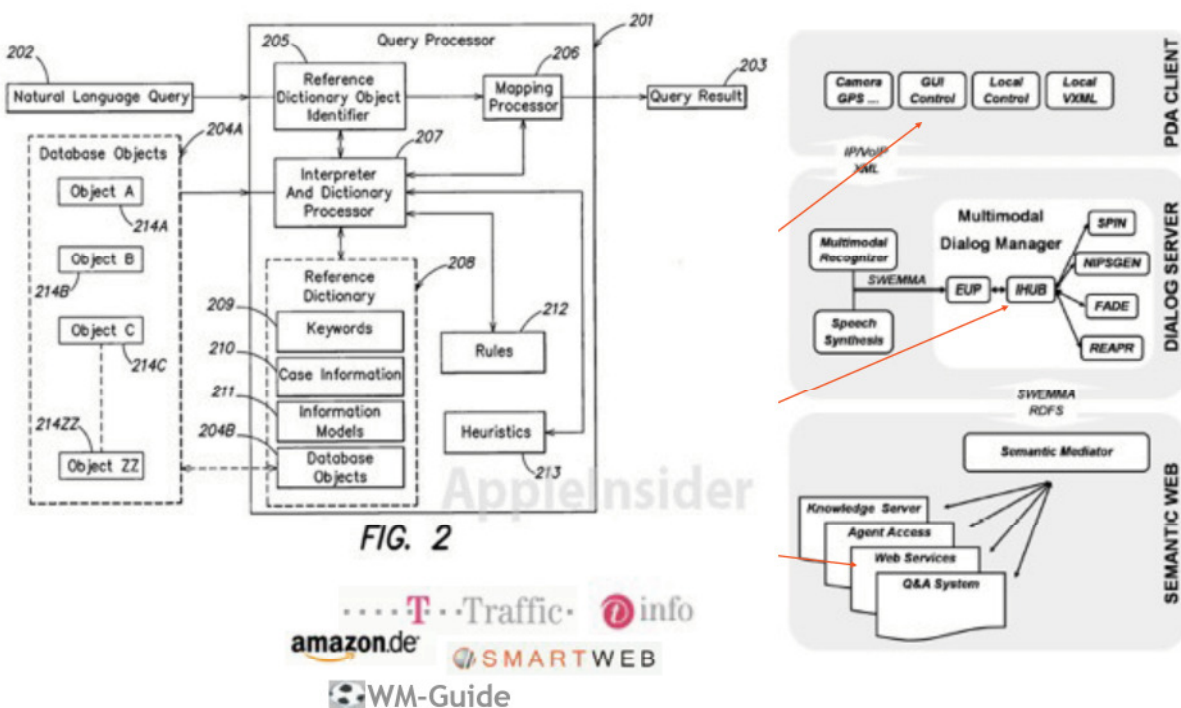 201
202
Query Processor
205
206
203
Natural Language Query
Reference
Dictionary Object
Identifier
Mapping
Processor
Query Result
204A
207
Database Objects
Object A
214A
Object B
214B
Object C
214C
214ZZ
Object ZZ
Interpreter
And Dictionary
Processor
208
Reference
Dictionary
209
Keywords
210
Case Information
211
Information
Models
204B
Database
Objects
212
Rules
Heuristics
213
AppleInsider
FIG. 2
T Traffic
info
amazon.de
SMARTWEB
WM-Guide
PDA CLIENT
Camera
GPS ....
GUI
Control
Local
Control
Local
VXML
IP/VoIP
XML
DIALOG SERVER
Multimodal
Dialog Manager
Multimodal
Recognizer
SWEMMA
Speech
Synthesis
EUP
IHUB
SPIN
NIPSGEN
FADE
REAPR
SWEMMA
RDFS
SEMANTIC WEB
Semantic Mediator
Knowledge Server
Agent Access
Web Services
Q&A System